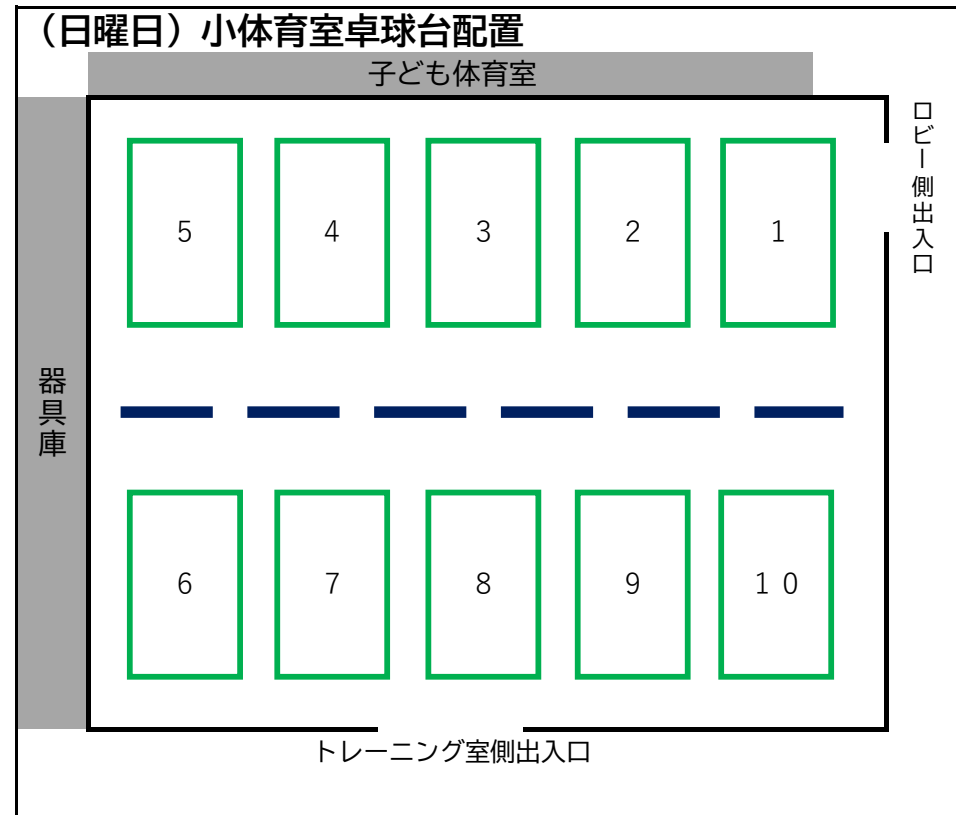 （日曜日）小体育室卓球台配置
子ども体育室
ロビー側出入口
5 4 3 2 1
器具庫
6 7 8 9 １０
トレーニング室側出入口